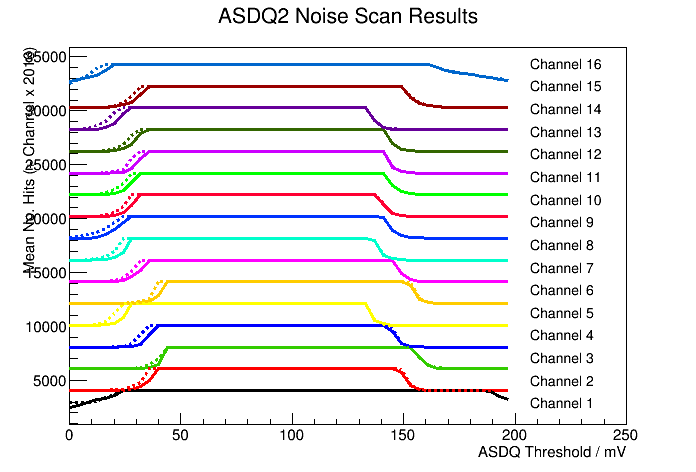 ASDQ2 Noise Scan Results
Mean No. Hits Channel x
35000
30000
25000
20000
15000
10000
5000
Channel 16
Channel 15
Channel 14
Channel 13
Channel 12
Channel 11
Channel 10
Channel 9
Channel 8
Channel 7
Channel 6
Channel 5
Channel 4
Channel 3
Channel 2
Channel 1
0 50 100 150 200 250
ASDQ Threshold / mV